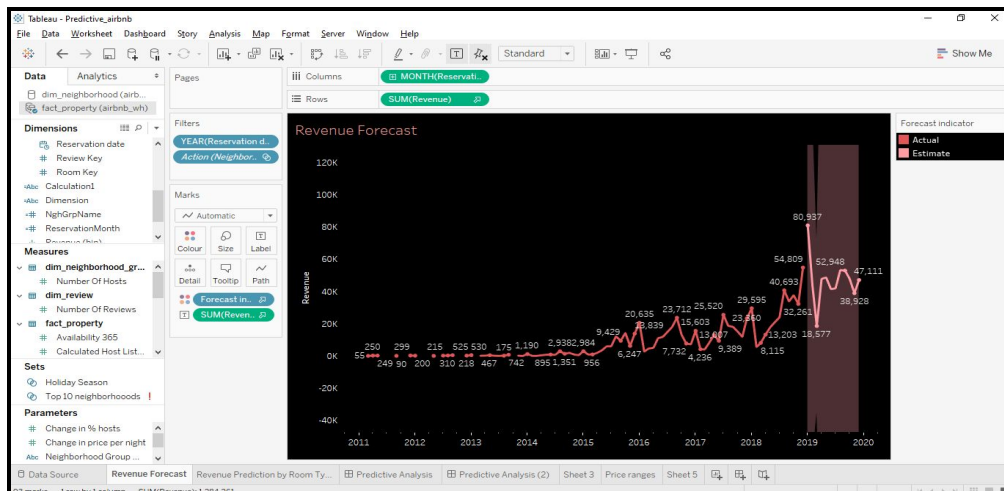 Tableau - Predictive_airbnb
File Data Worksheet Dashboard Story Analysis Map Format Server Window Help
Standard
Show Me
Data Analytics
dim_neighborhood (airb...
fact_property (airbnb_wh)
Dimensions
Reservation date
# Review Key
# Room Key
Abc Calculation1
Abc Dimension
# NghGrpName
# ReservationMonth
Measures
dim_neighborhood_gr...
# Number Of Hosts
dim_review
# Number Of Reviews
fact_property
# Availability 365
# Calculated Host List...
Sets
Holiday Season
Top 10 neighborhooods !
Parameters
# Change in % hosts
# Change in price per night
Abc Neighborhood Group ...
Pages
Filters
YEAR(Reservation d..
Action (Neighbor..
Marks
Automatic
Colour Size Label
Detail Tooltip Path
Forecast in..
SUM(Reven..
Columns MONTH(Reservati..
Rows SUM(Revenue)
Revenue Forecast
120K
100K
80K
60K
40K
20K
0K
20K
-40K
Revenue
55 250 249 299 90 200 215 310 525 218 530 467 175 742 1,190 895 1,351 2,938 2,984 956
9,429 6,247 20,635 13,839 23,712 7,732 15,603 4,236 25,520 9,389 29,595 8,115 13,203
40,693 32,261 54,809 80,937 18,577 52,948 38,928 47,111
2011 2012 2013 2014 2015 2016 2017 2018 2019 2020
Forecast indicator
Actual
Estimate
Data Source Revenue Forecast Revenue Prediction by Room Ty... Predictive Analysis Predictive Analysis (2) Sheet 3 Price ranges Sheet 5